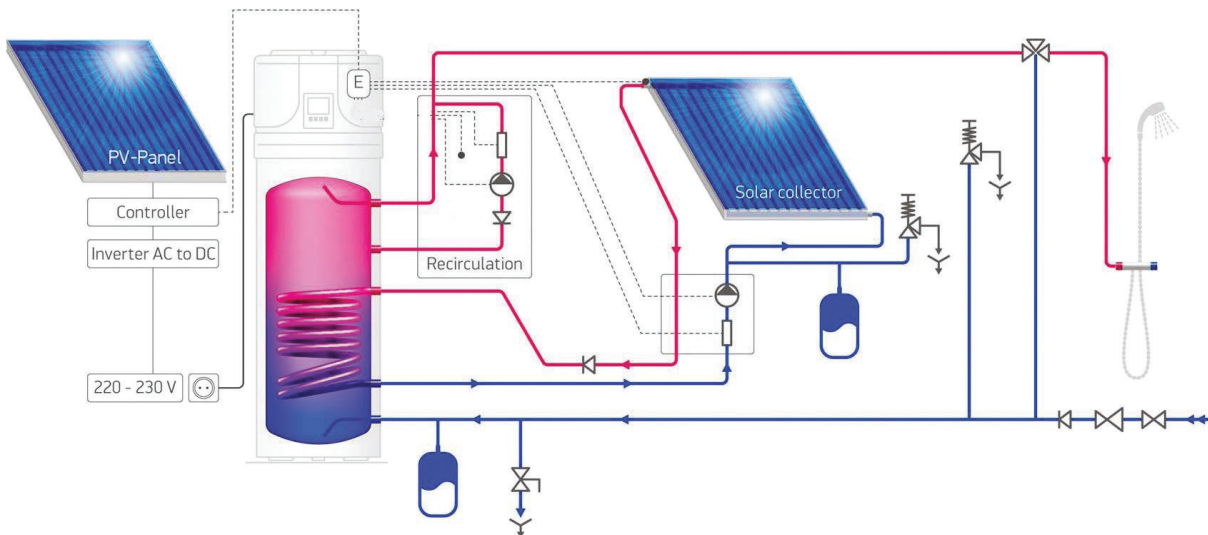 PV-Panel
Controller
Inverter AC to DC
220 - 230 V
E
Recirculation
Solar collector